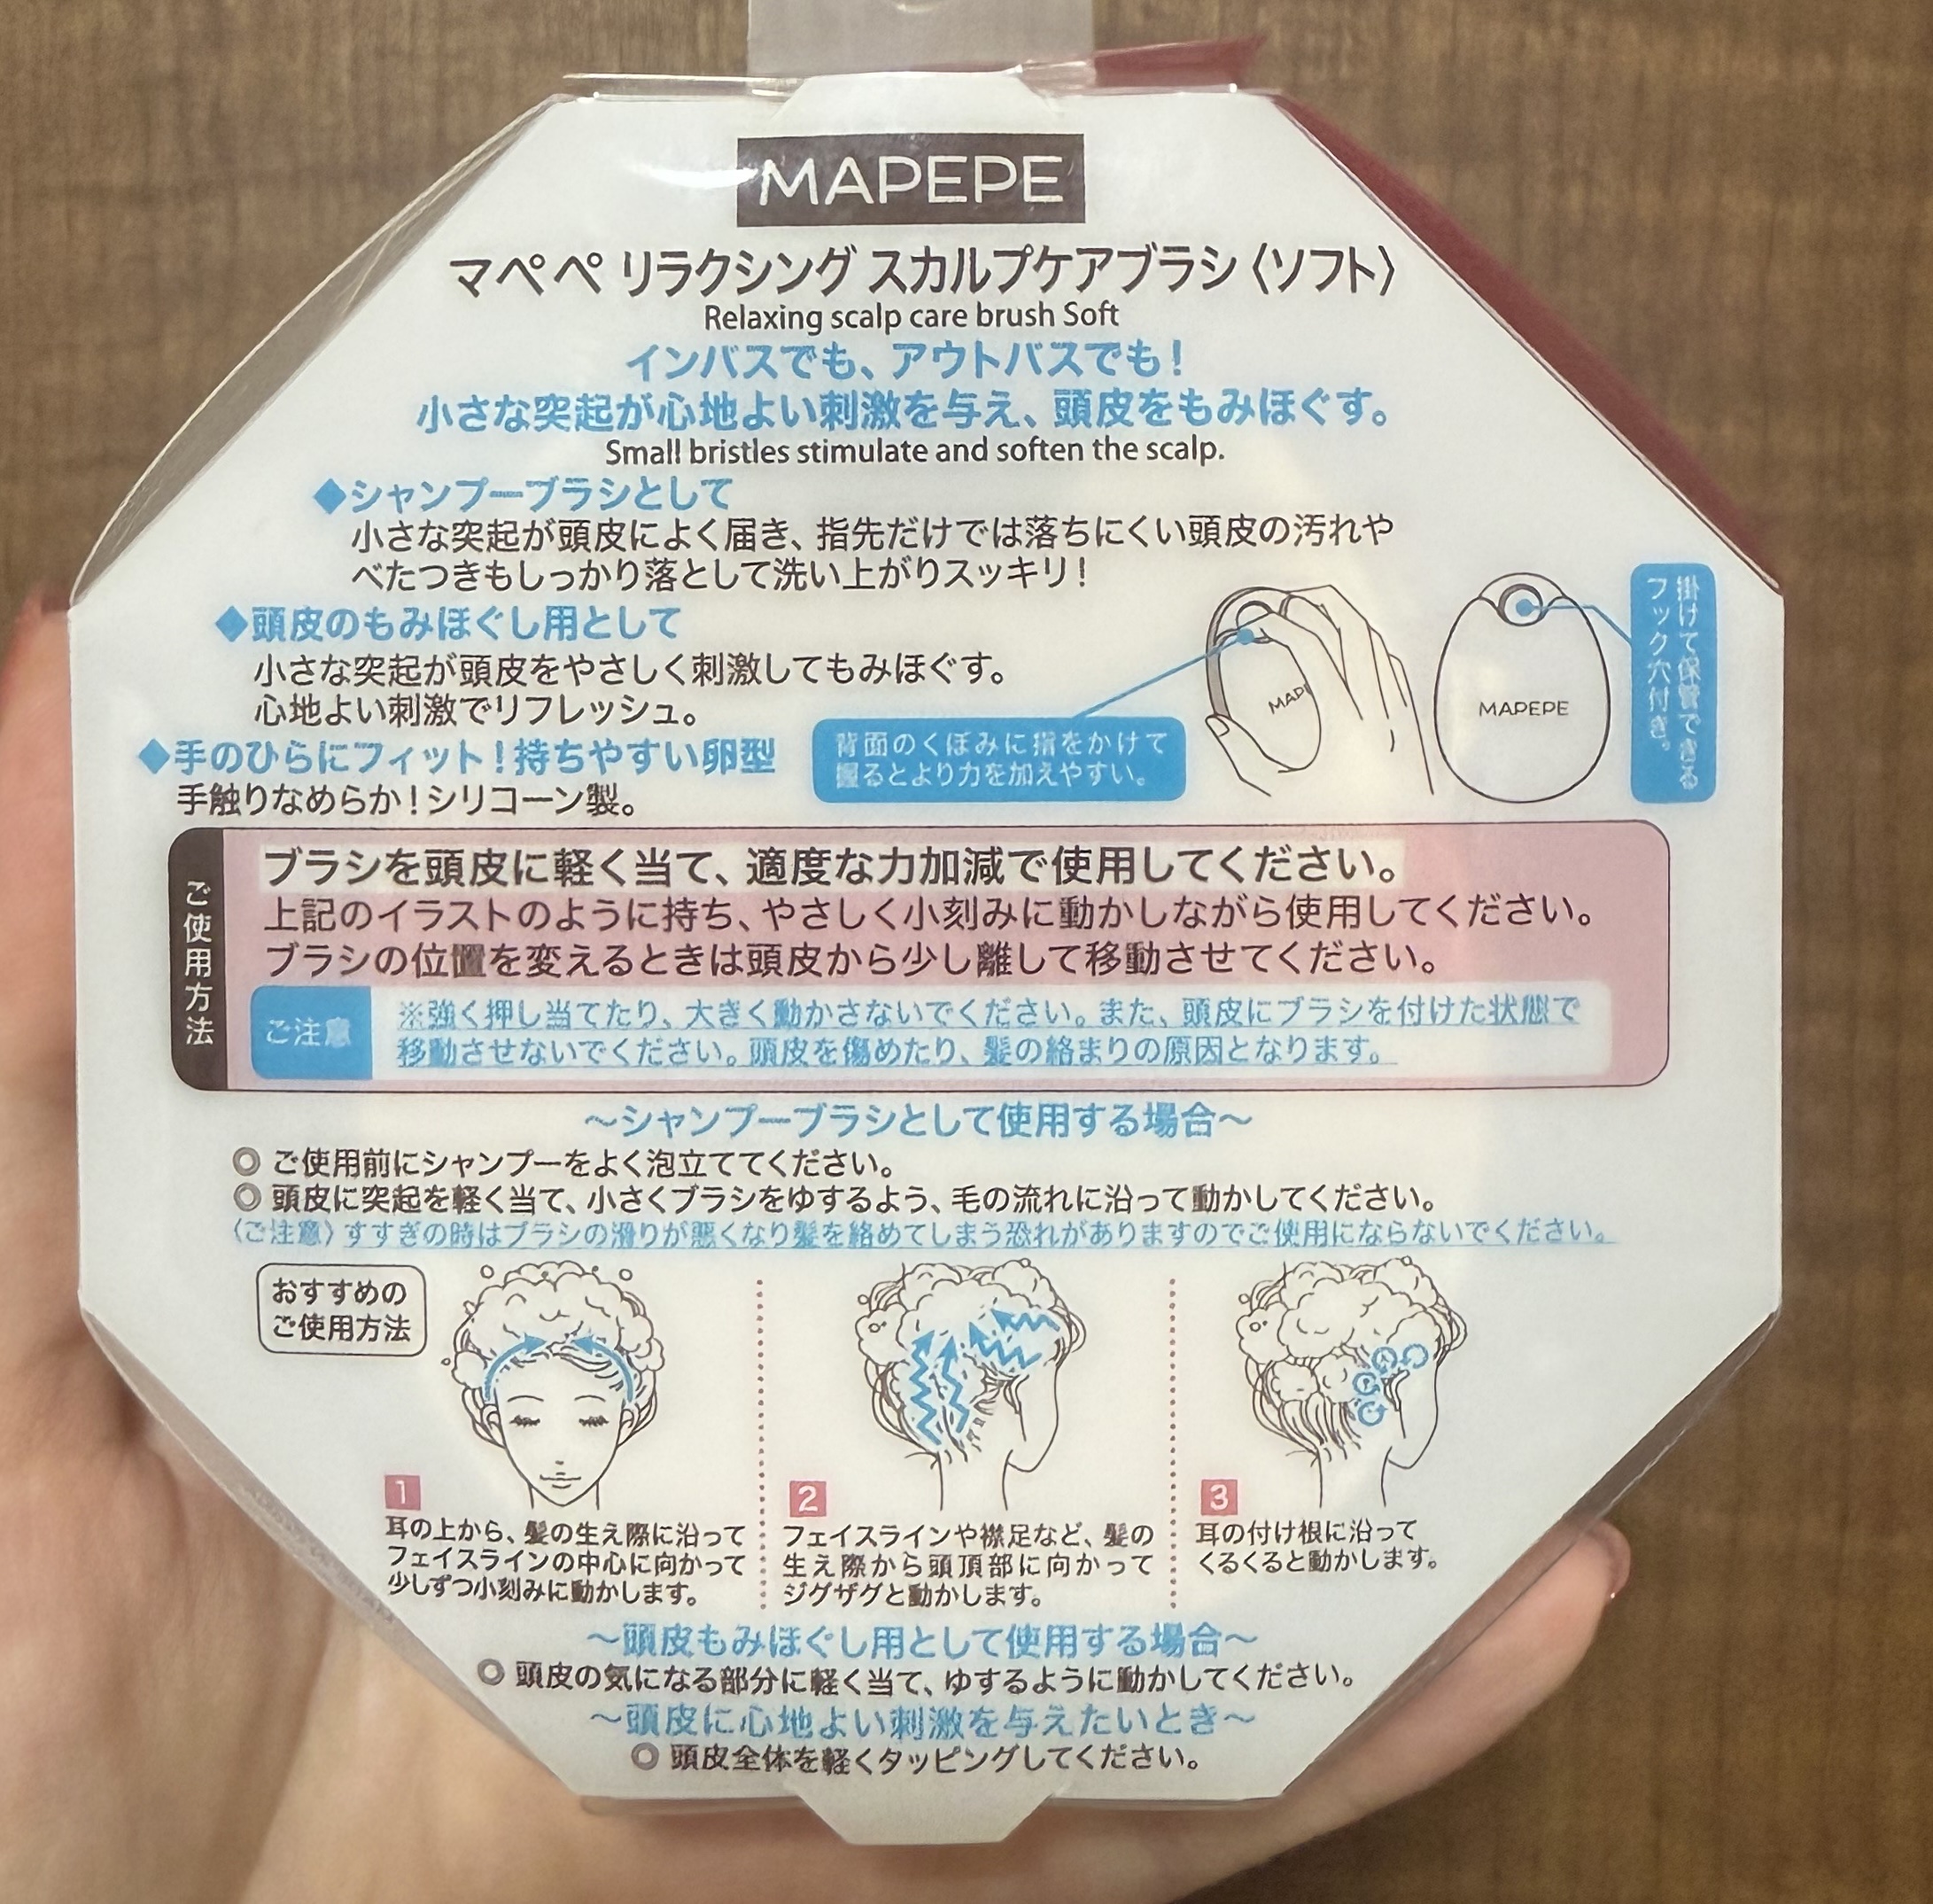 MAPEPE
マペペ リラクシング スカルプケアブラシ〈ソフト〉
Relaxing scalp care brush Soft
インバスでも、アウトバスでも!
小さな突起が心地よい刺激を与え、頭皮をもみほぐす。
Small bristles stimulate and soften the scalp.
◆シャンプーブラシとして
小さな突起が頭皮によく届き、指先だけでは落ちにくい頭皮の汚れや
べたつきもしっかり落として洗い上がりスッキリ!
◆頭皮のもみほぐし用として
小さな突起が頭皮をやさしく刺激してもみほぐす。
心地よい刺激でリフレッシュ。
◆手のひらにフィット!持ちやすい卵型
手触りなめらか!シリコーン製。
背面のくぼみに指をかけて
握るとより力を加えやすい。
MAPE
MAPEPE
掛けて保管できる
フック穴付き。
ご使用方法
ブラシを頭皮に軽く当て、適度な力加減で使用してください。
上記のイラストのように持ち、やさしく小刻みに動かしながら使用してください。
ブラシの位置を変えるときは頭皮から少し離して移動させてください。
ご注意
※強く押し当てたり、大きく動かさないでください。また、頭皮にブラシを付けた状態で
移動させないでください。頭皮を傷めたり、髪の絡まりの原因となります。
～シャンプーブラシとして使用する場合～
◎ ご使用前にシャンプーをよく泡立ててください。
◎ 頭皮に突起を軽く当て、小さくブラシをゆするよう、毛の流れに沿って動かしてください。
〈ご注意〉すすぎの時はブラシの滑りが悪くなり髪を絡めてしまう恐れがありますのでご使用にならないでください。
おすすめの
ご使用方法
1
耳の上から、髪の生え際に沿って
フェイスラインの中心に向かって
少しずつ小刻みに動かします。
2
フェイスラインや襟足など、髪の
生え際から頭頂部に向かって
ジグザグと動かします。
3
耳の付け根に沿って
くるくると動かします。
～頭皮もみほぐし用として使用する場合～
◎ 頭皮の気になる部分に軽く当て、ゆするように動かしてください。
～頭皮に心地よい刺激を与えたいとき～
◎ 頭皮全体を軽くタッピングしてください。